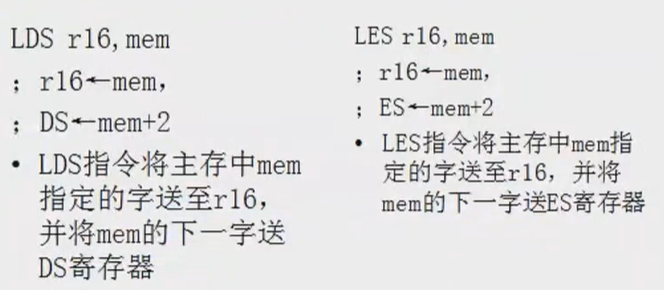 LDS r16,mem
；r16←mem，
；DS←mem+2
• LDS指令将主存中mem
指定的字送至r16，
并将mem的下一字送
DS寄存器
LES r16,mem
；r16←mem，
；ES←mem+2
• LES指令将主存中mem指
定的字送至r16，并将
mem的下一字送ES寄存器